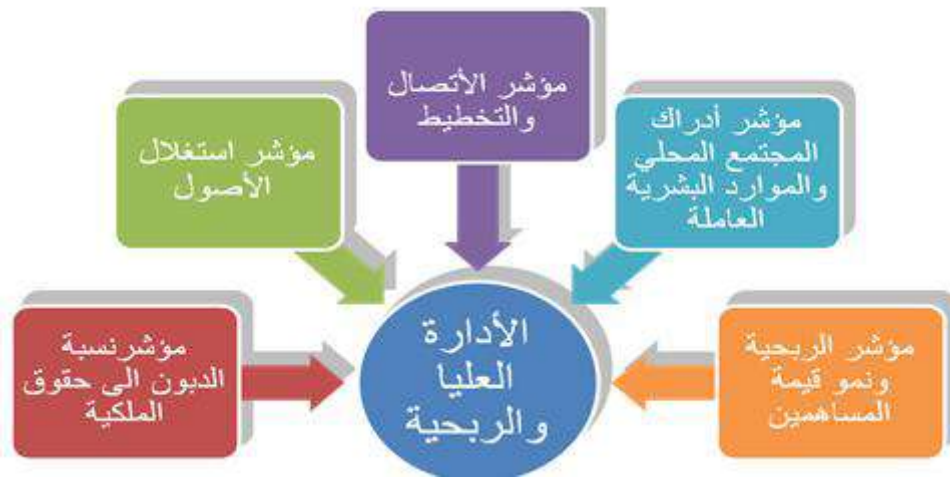 مؤشر الأتصال
والتخطيط
مؤشر أدراك
المجتمع المحلي
والموارد البشرية
العاملة
مؤشر استغلال
الأصول
مؤشر الربحية
ونمو قيمة
المساهمين
الأدارة
العليا
والربحية
مؤشرنسبة
الدبون الى حقوق
الملكية